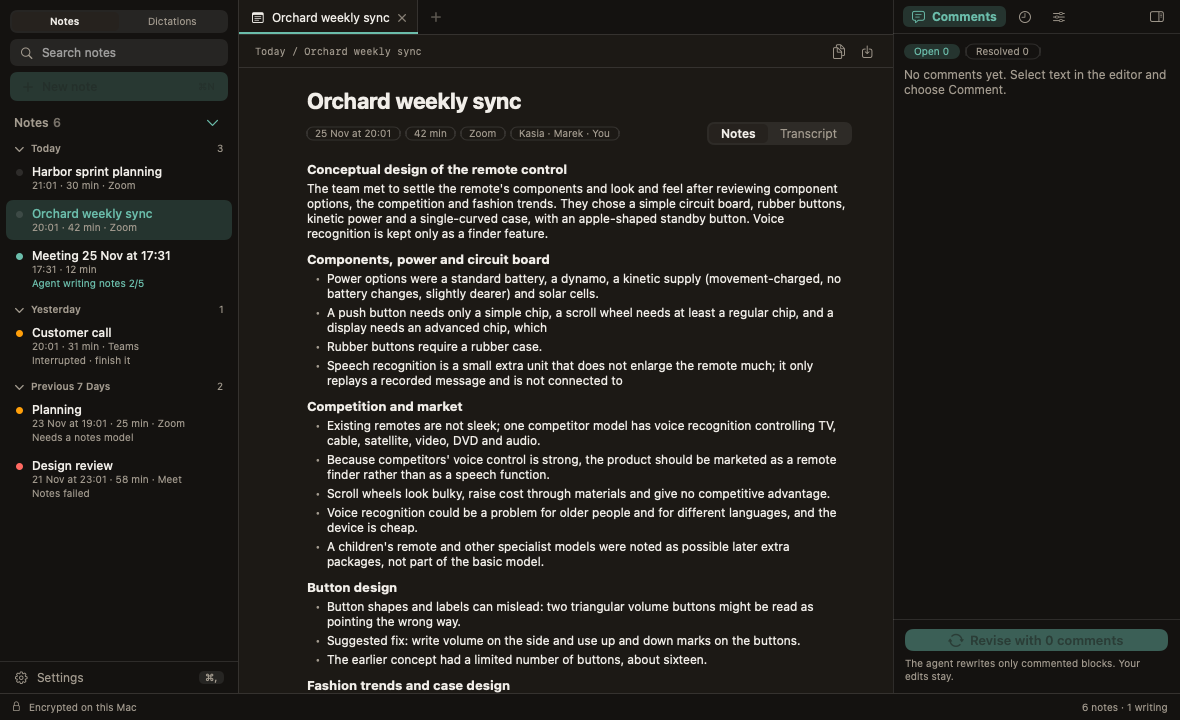 Notes
Dictations
Search notes
+ New note ⌘N
Notes 6
Today 3
Harbor sprint planning
21:01 · 30 min · Zoom
Orchard weekly sync
20:01 · 42 min · Zoom
Meeting 25 Nov at 17:31
17:31 · 12 min
Agent writing notes 2/5
Yesterday 1
Customer call
20:01 · 31 min · Teams
Interrupted · finish it
Previous 7 Days 2
Planning
23 Nov at 19:01 · 25 min · Zoom
Needs a notes model
Design review
21 Nov at 23:01 · 58 min · Meet
Notes failed
Settings ⌘,
Encrypted on this Mac
Orchard weekly sync
Today / Orchard weekly sync
Orchard weekly sync
25 Nov at 20:01
42 min
Zoom
Kasia · Marek · You
Notes
Transcript
Conceptual design of the remote control
The team met to settle the remote's components and look and feel after reviewing component
options, the competition and fashion trends. They chose a simple circuit board, rubber buttons,
kinetic power and a single-curved case, with an apple-shaped standby button. Voice
recognition is kept only as a finder feature.
Components, power and circuit board
• Power options were a standard battery, a dynamo, a kinetic supply (movement-charged, no
battery changes, slightly dearer) and solar cells.
• A push button needs only a simple chip, a scroll wheel needs at least a regular chip, and a
display needs an advanced chip, which
• Rubber buttons require a rubber case.
• Speech recognition is a small extra unit that does not enlarge the remote much; it only
replays a recorded message and is not connected to
Competition and market
• Existing remotes are not sleek; one competitor model has voice recognition controlling TV,
cable, satellite, video, DVD and audio.
• Because competitors' voice control is strong, the product should be marketed as a remote
finder rather than as a speech function.
• Scroll wheels look bulky, raise cost through materials and give no competitive advantage.
• Voice recognition could be a problem for older people and for different languages, and the
device is cheap.
• A children's remote and other specialist models were noted as possible later extra
packages, not part of the basic model.
Button design
• Button shapes and labels can mislead: two triangular volume buttons might be read as
pointing the wrong way.
• Suggested fix: write volume on the side and use up and down marks on the buttons.
• The earlier concept had a limited number of buttons, about sixteen.
Fashion trends and case design
Comments
Open 0
Resolved 0
No comments yet. Select text in the editor and
choose Comment.
Revise with 0 comments
The agent rewrites only commented blocks. Your
edits stay.
6 notes · 1 writing